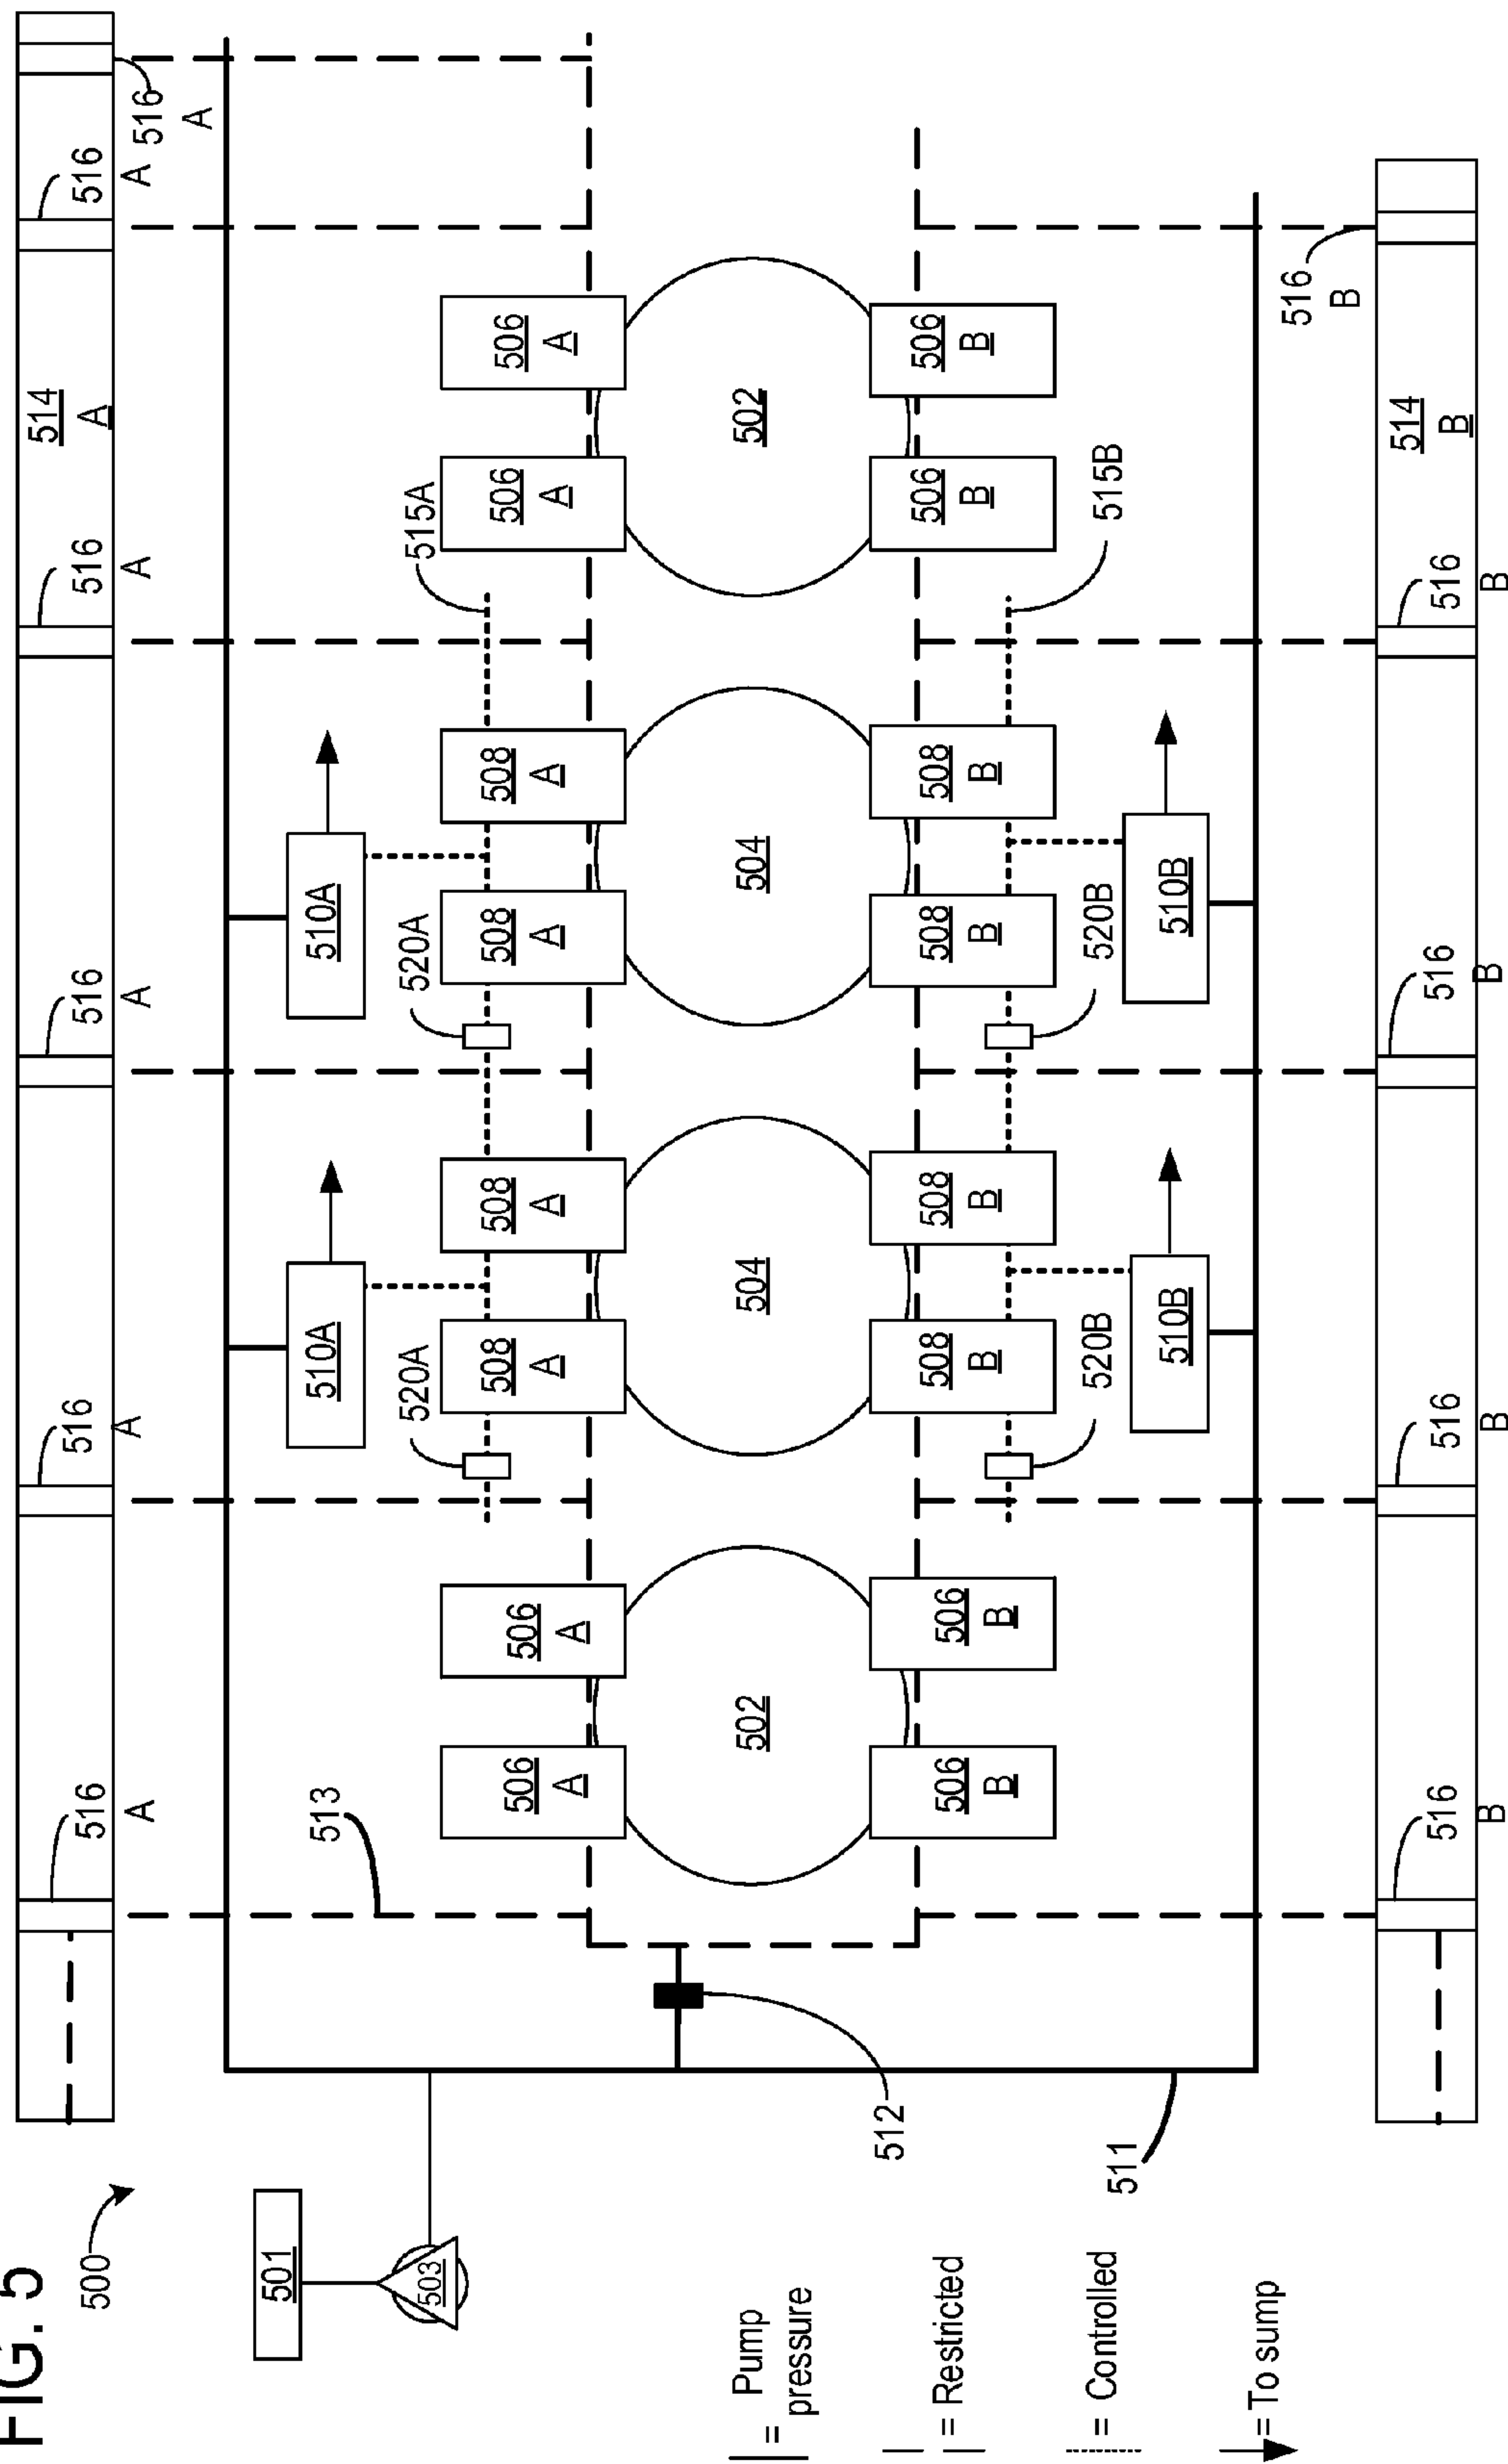 FIG. 5
500
516
A
516
A
516
A
516
A
514
A
516
A
516
A
501
503
513
510A
510A
520A
520A
515A
506
A
506
A
508
A
508
A
508
A
508
A
506
A
506
A
502
504
504
502
512
506
B
506
B
508
B
508
B
508
B
508
B
506
B
506
B
511
520B
520B
515B
510B
510B
516
B
516
B
516
B
516
B
514
B
516
B
= Pump
pressure
= Restricted
= Controlled
= To sump